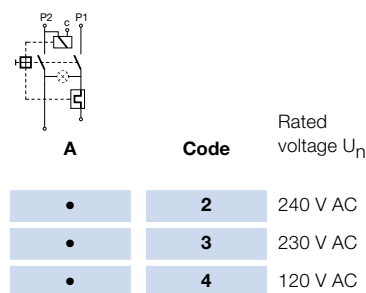 P2 c P1
Rated
A Code voltage Un
• 2 240 V AC
• 3 230 V AC
• 4 120 V AC